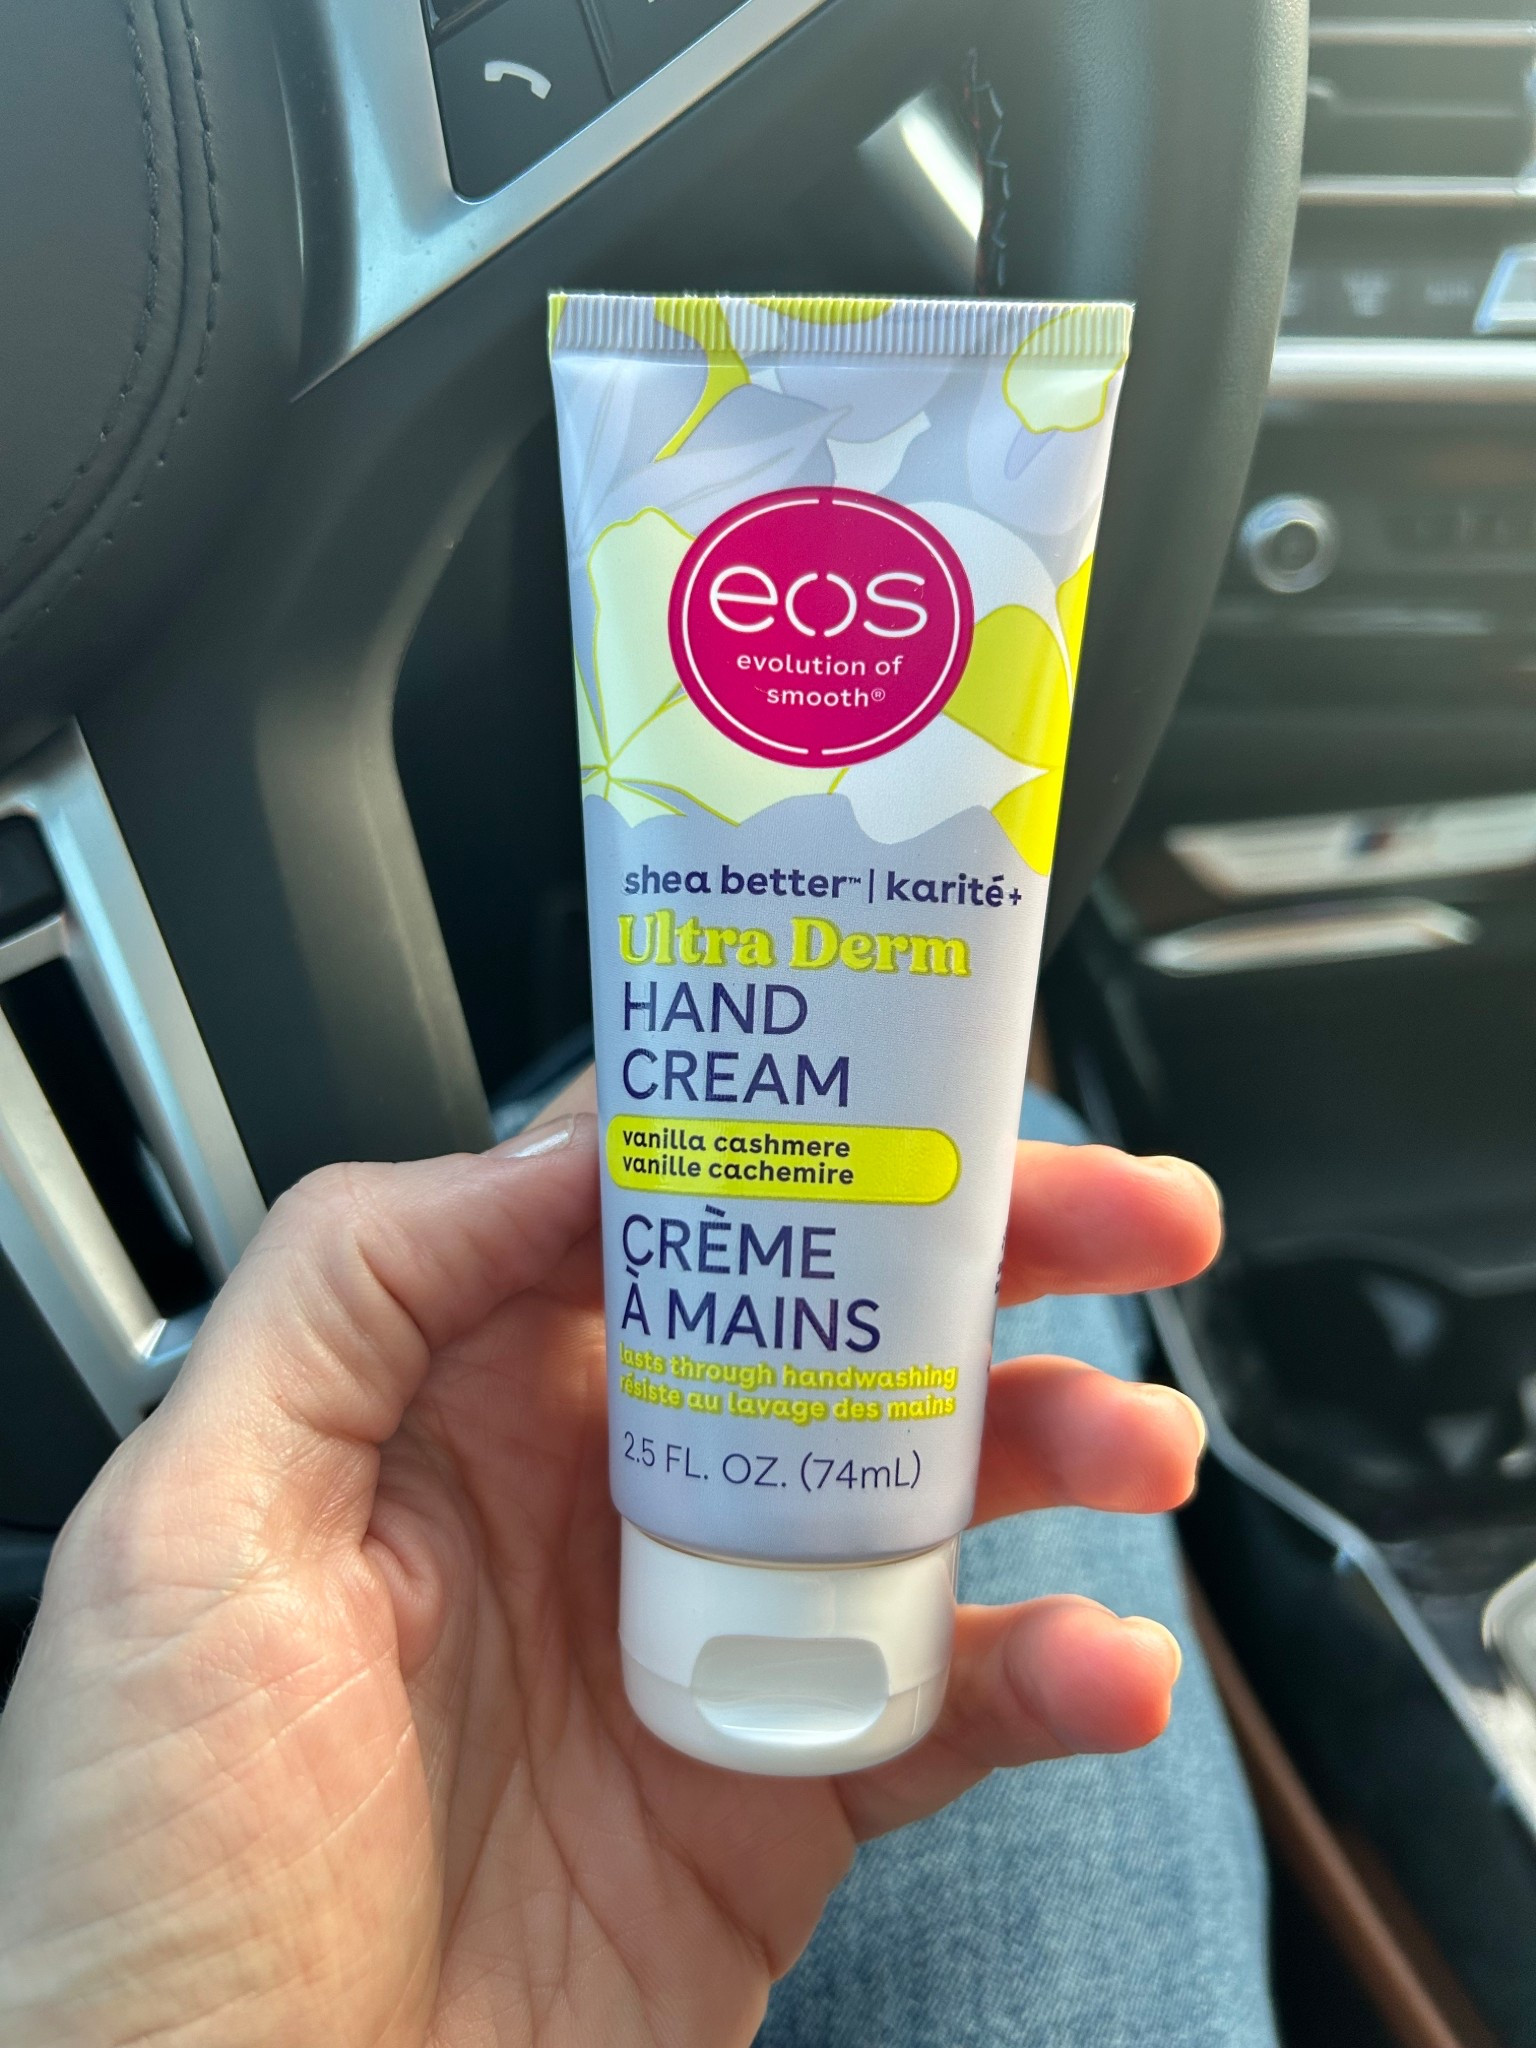 eos
evolution of
smooth®
shea better™ | karité+
Ultra Derm
HAND
CREAM
vanilla cashmere
vanille cachemire
CRÈME
À MAINS
lasts through handwashing
résiste au lavage des mains
2.5 FL. OZ. (74mL)